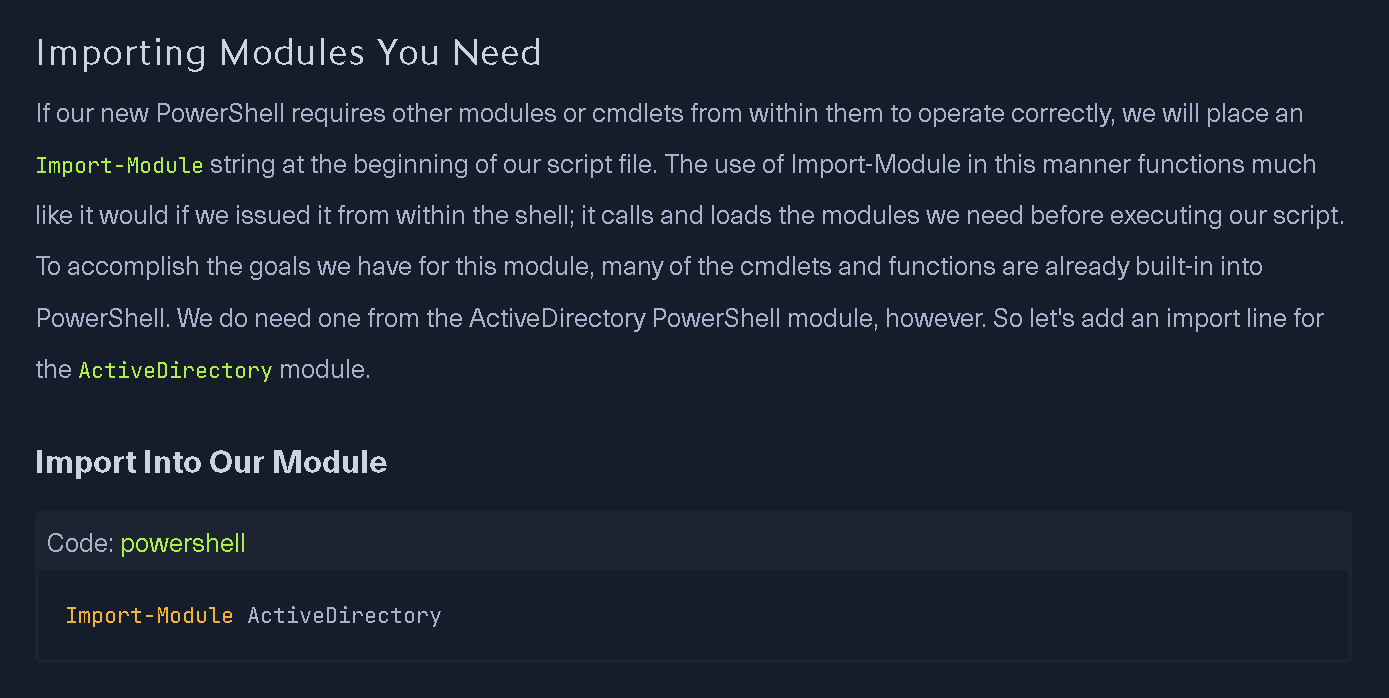 Importing Modules You Need
If our new PowerShell requires other modules or cmdlets from within them to operate correctly, we will place an
Import-Module string at the beginning of our script file. The use of Import-Module in this manner functions much
like it would if we issued it from within the shell; it calls and loads the modules we need before executing our script.
To accomplish the goals we have for this module, many of the cmdlets and functions are already built-in into
PowerShell. We do need one from the ActiveDirectory PowerShell module, however. So let's add an import line for
the ActiveDirectory module.
Import Into Our Module
Code: powershell
Import-Module ActiveDirectory